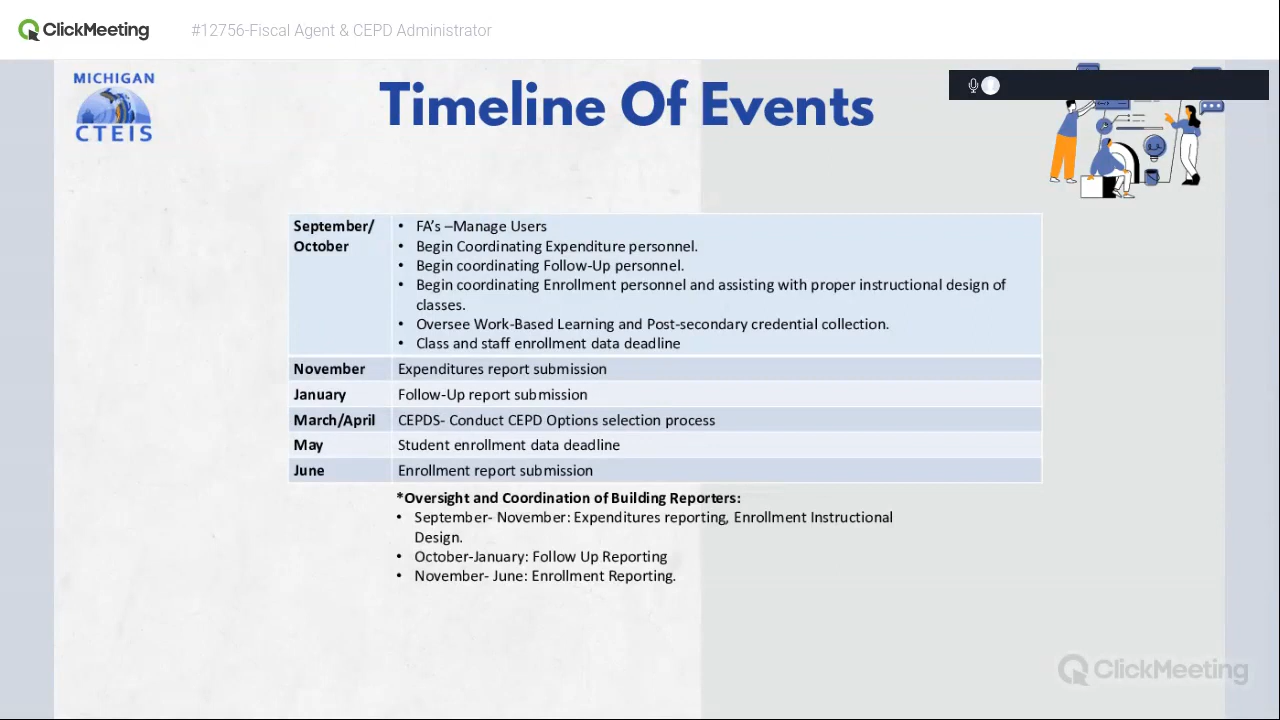 ClickMeeting
#12756-Fiscal Agent & CEPD Administrator
MICHIGAN
CTEIS
Timeline Of Events
September/
October
• FA's –Manage Users
• Begin Coordinating Expenditure personnel.
• Begin coordinating Follow-Up personnel.
• Begin coordinating Enrollment personnel and assisting with proper instructional design of
classes.
• Oversee Work-Based Learning and Post-secondary credential collection.
• Class and staff enrollment data deadline
November Expenditures report submission
January Follow-Up report submission
March/April CEPDS- Conduct CEPD Options selection process
May Student enrollment data deadline
June Enrollment report submission
*Oversight and Coordination of Building Reporters:
• September- November: Expenditures reporting, Enrollment Instructional
Design.
• October-January: Follow Up Reporting
• November- June: Enrollment Reporting.
ClickMeeting